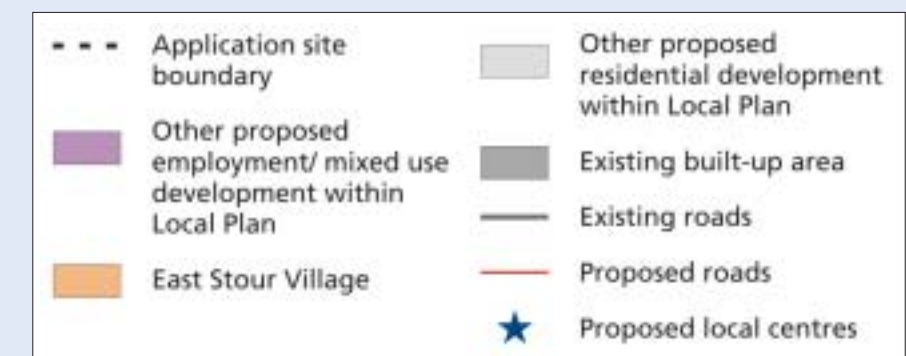 Application site
boundary
Other proposed
employment/ mixed use
development within
Local Plan
East Stour Village
Other proposed
residential development
within Local Plan
Existing built-up area
Existing roads
Proposed roads
Proposed local centres